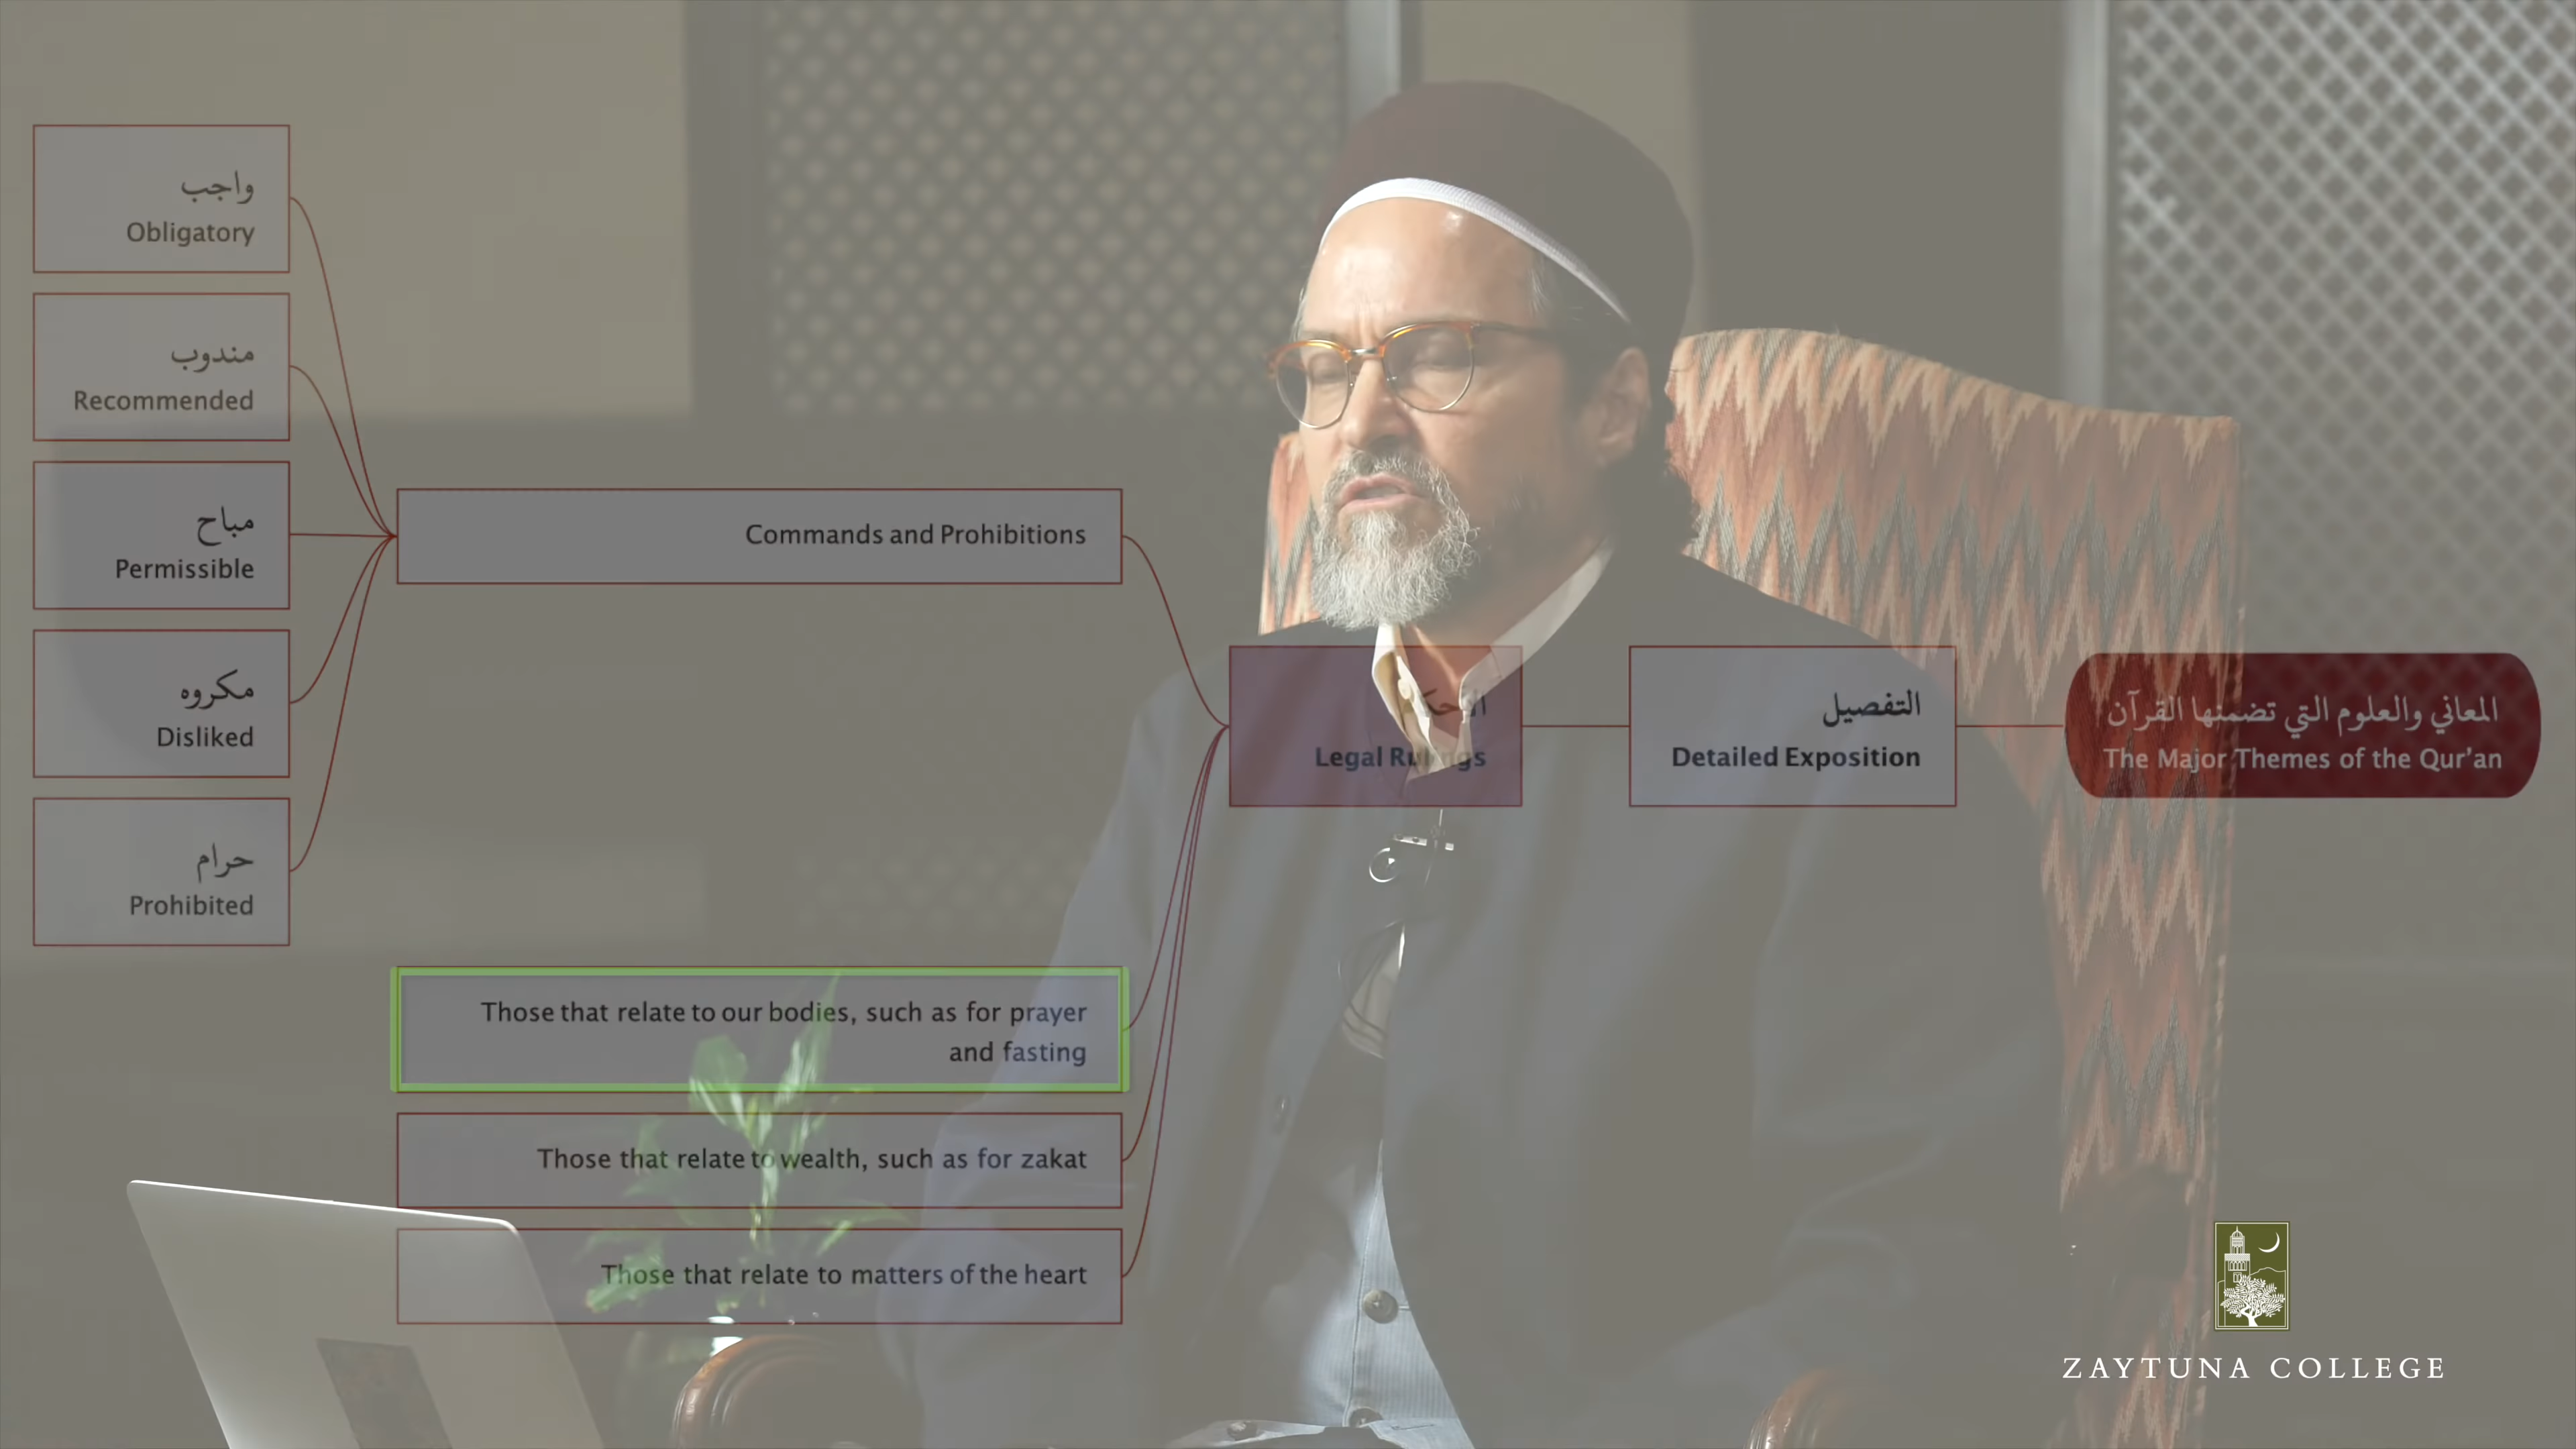 المعاني والعلوم التي تضمنها القرآن
The Major Themes of the Qur'an
التفصيل
Detailed Exposition
Legal
Commands and Prohibitions
واجب
Obligatory
مندوب
Recommended
مباح
Permissible
مكروه
Disliked
حرام
Prohibited
Those that relate to our bodies, such as for prayer
and fasting
Those that relate to wealth, such as for zakat
Those that relate to matters of the heart
ZAYTUNA COLLEGE